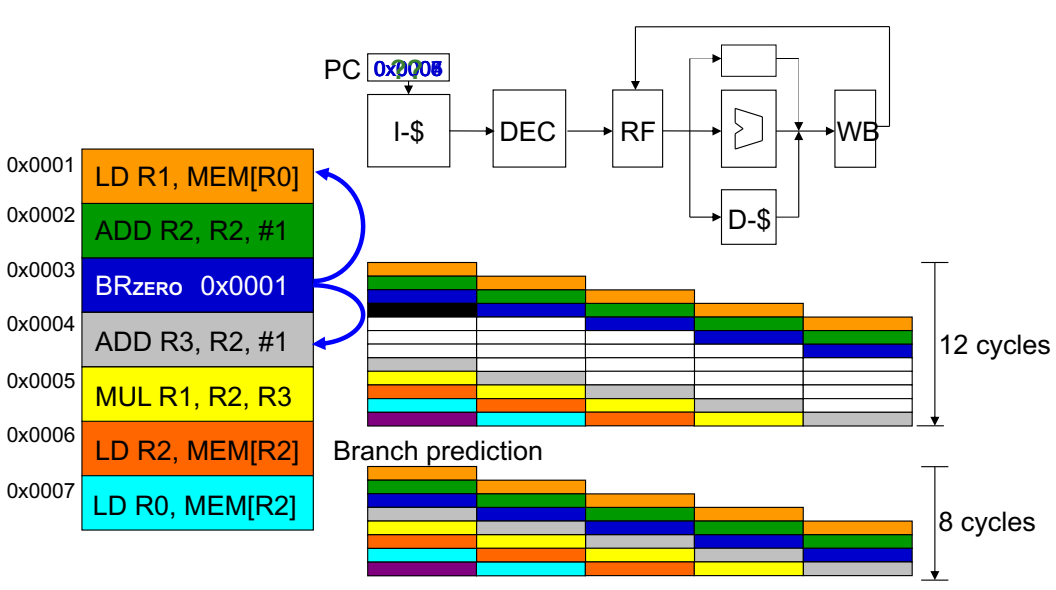 PC
I-$
DEC
RF
WB
D-$
0x0001
LD R1, MEM[R0]
0x0002
ADD R2, R2, #1
0x0003
BRZERO 0x0001
0x0004
ADD R3, R2, #1
0x0005
MUL R1, R2, R3
0x0006
LD R2, MEM[R2]
0x0007
LD R0, MEM[R2]
12 cycles
Branch prediction
8 cycles